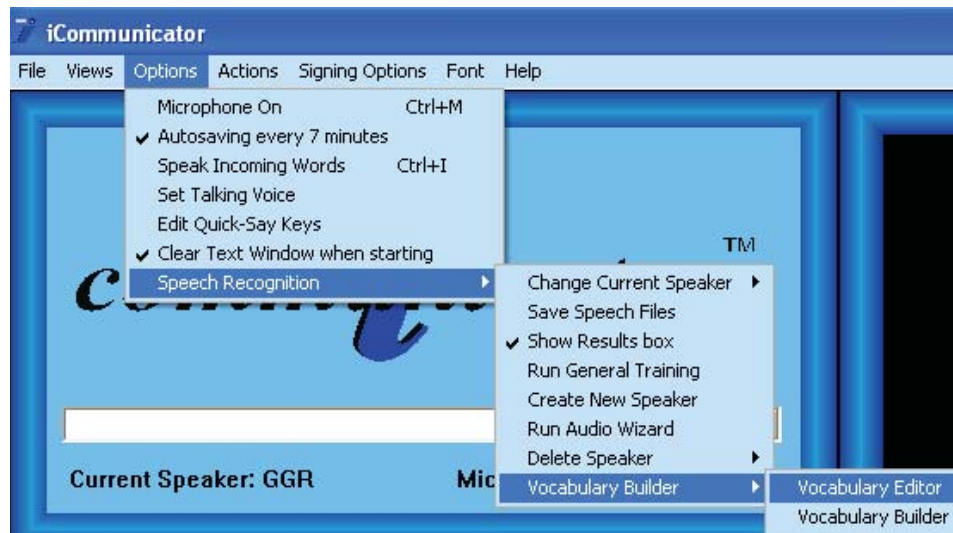 iCommunicator
File Views Options Actions Signing Options Font Help
Microphone On Ctrl+M
Autosaving every 7 minutes
Speak Incoming Words Ctrl+I
Set Talking Voice
Edit Quick-Say Keys
Clear Text Window when starting
Speech Recognition
TM
Change Current Speaker
Save Speech Files
Show Results box
Run General Training
Create New Speaker
Run Audio Wizard
Delete Speaker
Vocabulary Builder
Vocabulary Editor
Vocabulary Builder
Current Speaker: GGR Mic